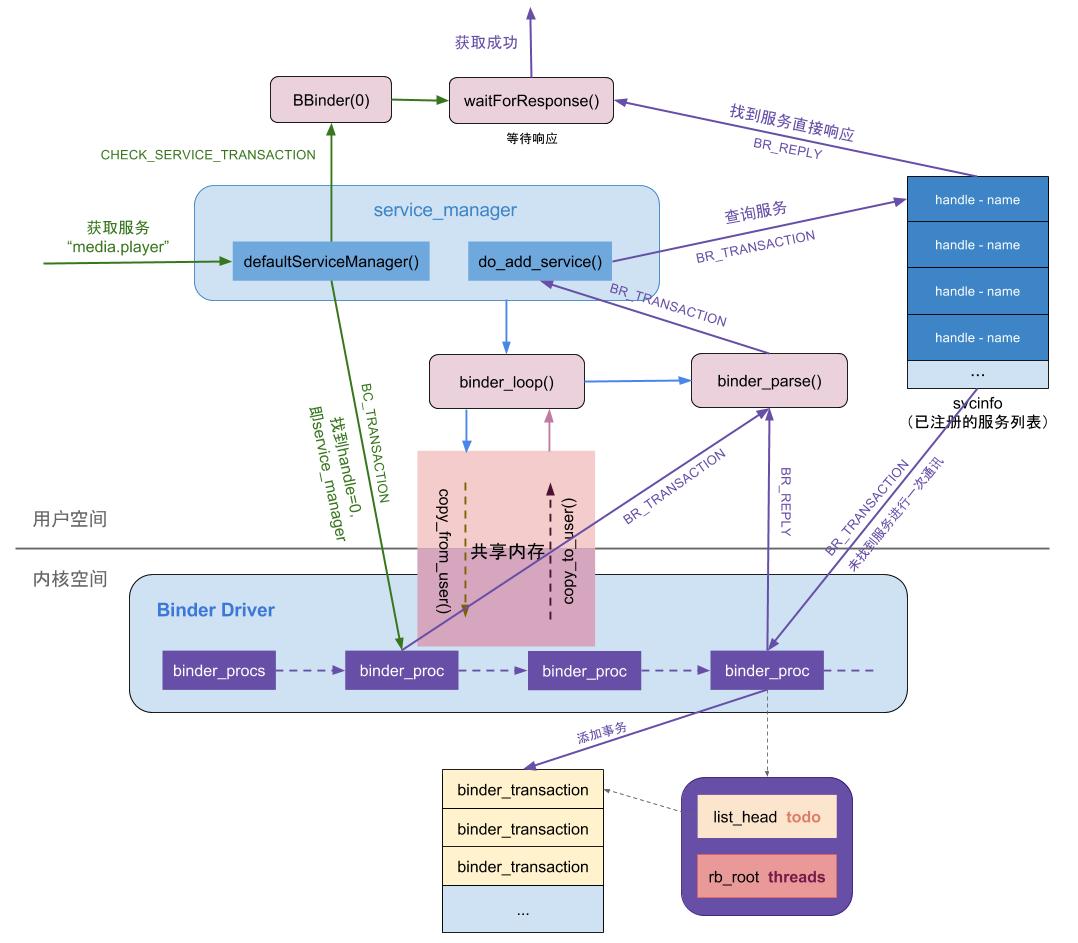 获取成功
BBinder(0)
waitForResponse()
等待响应
找到服务直接响应
BR_REPLY
CHECK_SERVICE_TRANSACTION
获取服务
“media.player”
service_manager
defaultServiceManager()
do_add_service()
查询服务
BR_TRANSACTION
handle - name
handle - name
handle - name
handle - name
...
svcinfo
（已注册的服务列表）
BR_TRANSACTION
binder_loop()
binder_parse()
BC_TRANSACTION
找到handle=0,
即service_manager
copy_from_user()
共享内存
copy_to_user()
BR_TRANSACTION
BR_REPLY
BR_TRANSACTION
未找到服务进行一次通讯
用户空间
内核空间
Binder Driver
binder_procs
binder_proc
binder_proc
binder_proc
添加事务
binder_transaction
binder_transaction
binder_transaction
...
list_head todo
rb_root threads